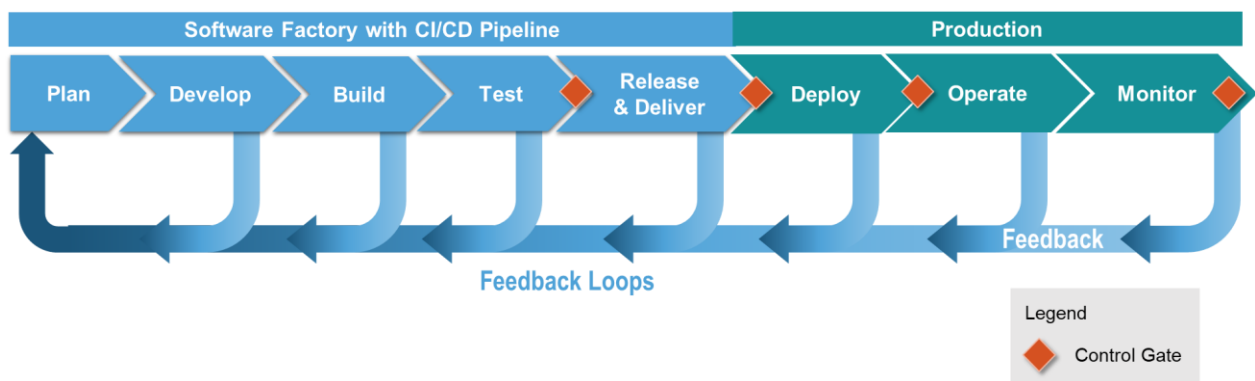 Software Factory with CI/CD Pipeline
Production
Plan
Develop
Build
Test
Release
& Deliver
Deploy
Operate
Monitor
Feedback
Feedback Loops
Legend
Control Gate